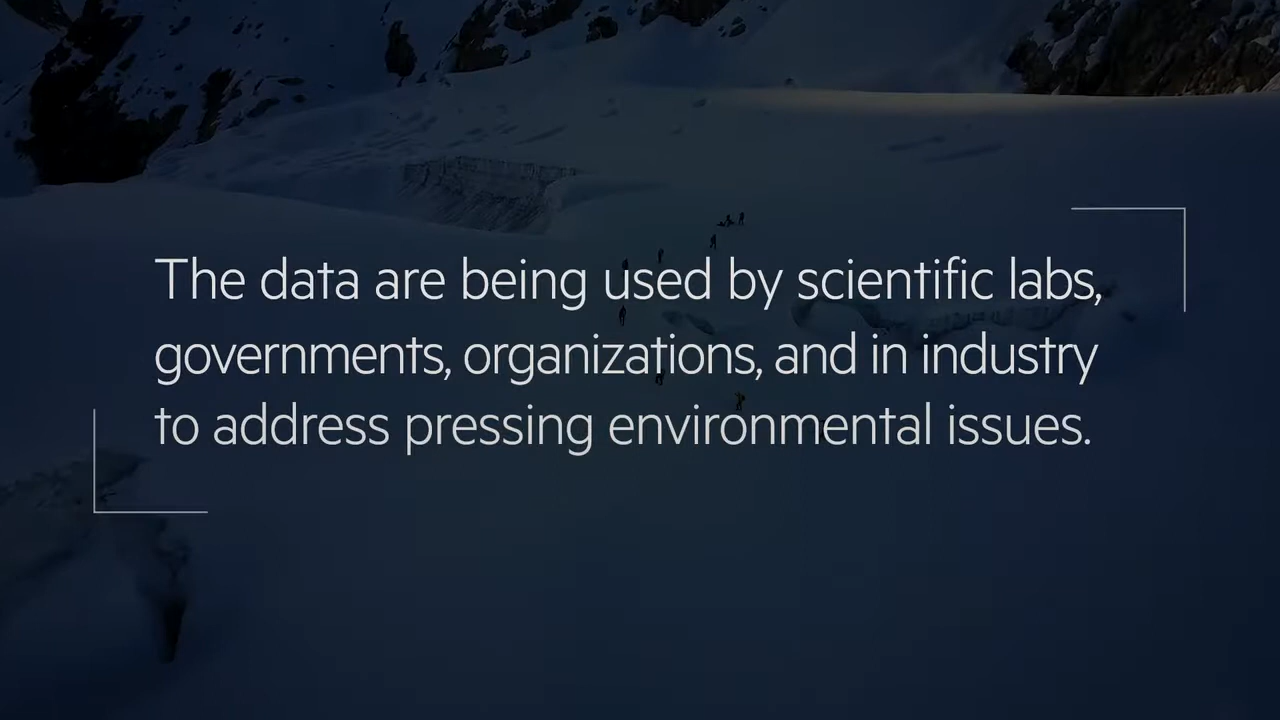 The data are being used by scientific labs,
governments, organizations, and in industry
to address pressing environmental issues.